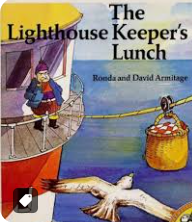 The
Lighthouse Keeper's
Lunch
Ronda and David Armitage